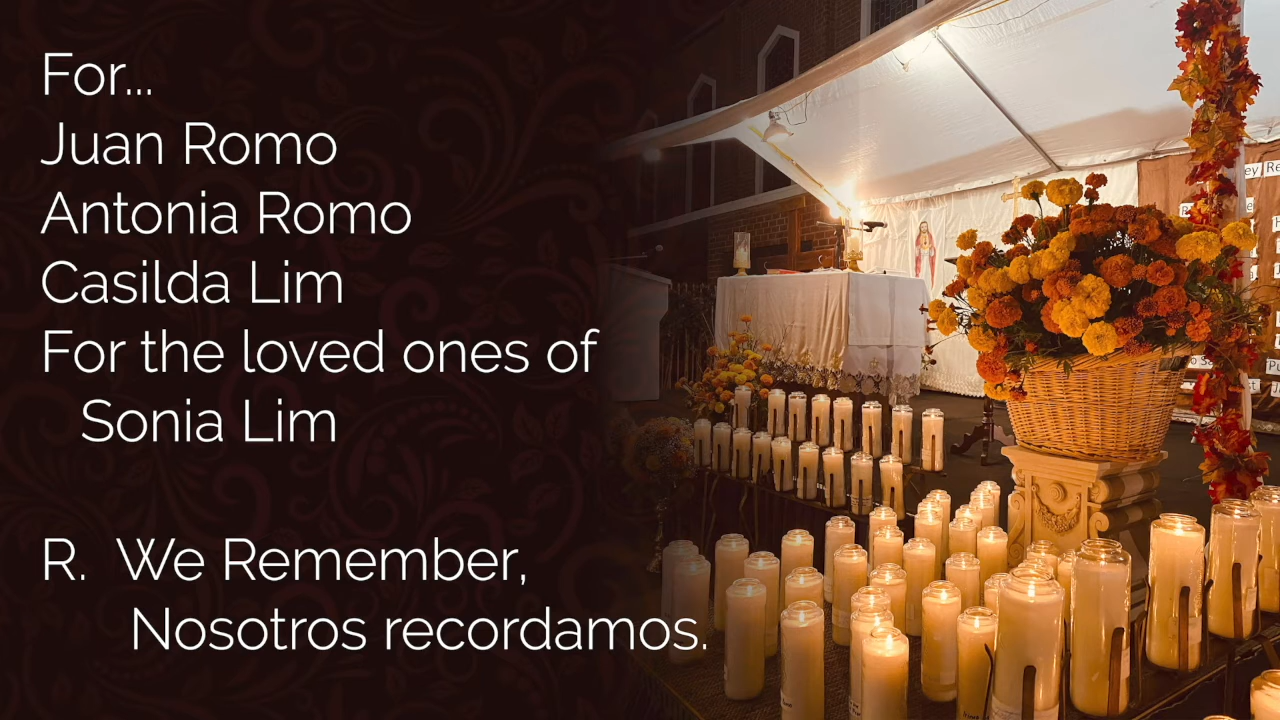 For...
Juan Romo
Antonia Romo
Casilda Lim
For the loved ones of
Sonia Lim
R. We Remember,
Nosotros recordamos.